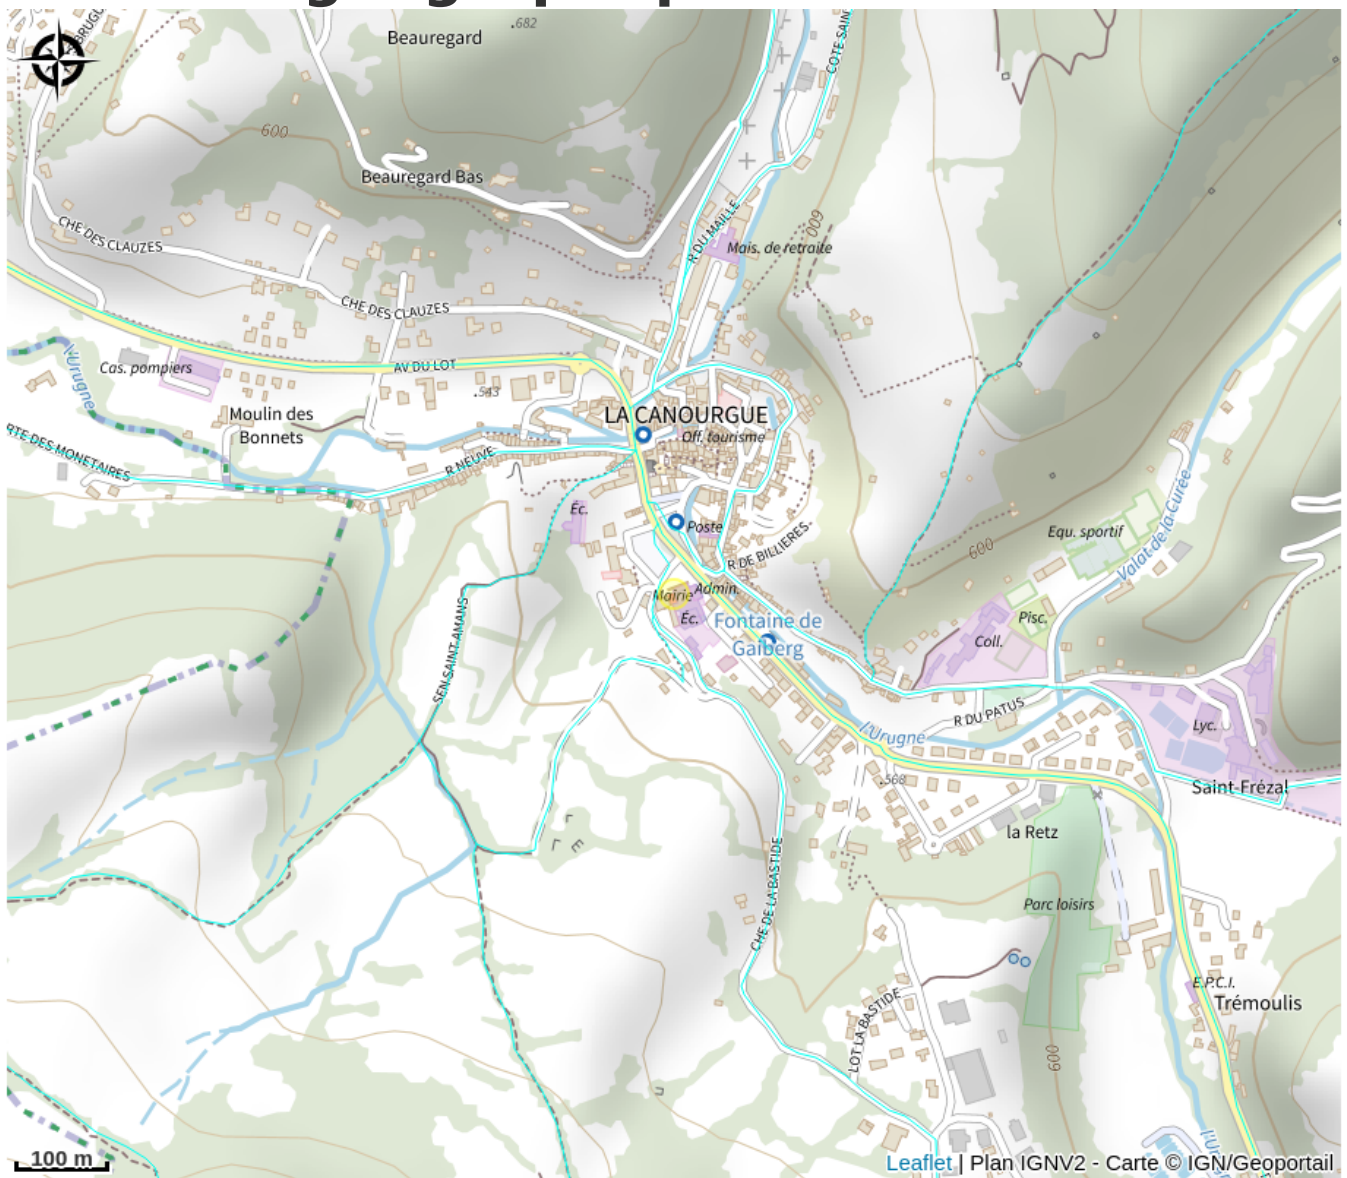 682
Beauregard
COTE SAIN
600
Beauregard Bas
R DU MAILLE
009
Mais. de retraite
CHE DES CLAUZES
CHE DES CLAUZES
l'Urugne
Cas. pompiers
AV DU LOT
.543
Moulin des
Bonnets
LA CANOURGUE
Off. tourisme
RTE DES MONETAIRES
R NEUVE
Éc.
Poste
R DE BILLIERES
600
Equ. sportif
Valat de la Curée
Mairie
Admin.
Éc.
Fontaine de
Gaiberg
Pisc.
Coll.
SEN SAINT-AMANS
R DU PATUS
l'Urugne
Lyc.
.568
Saint-Frézal
la Retz
CHE DE LA BASTIDE
Parc loisirs
E.P.C.I.
Trémoulis
LOT LA BASTIDE
600
100 m
Leaflet | Plan IGNV2 - Carte © IGN/Geoportail